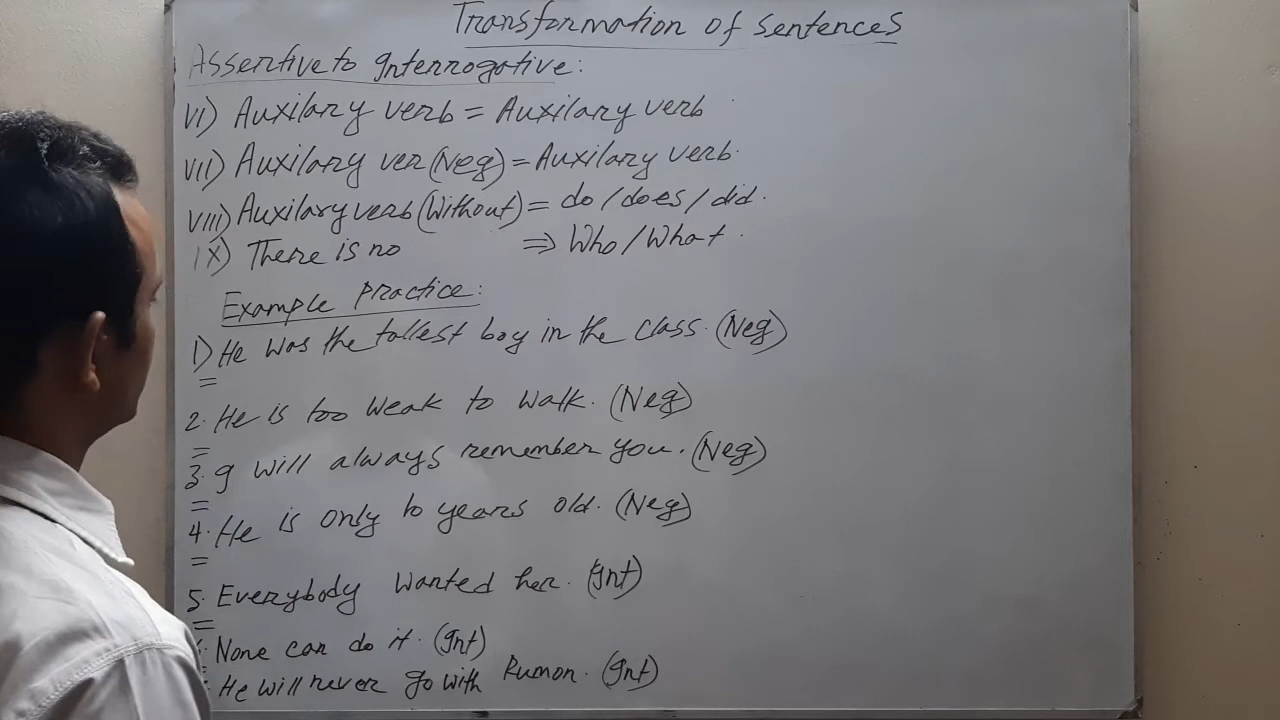 Transformation of Sentences
Assertive to Interrogative:
VI) Auxilary verb = Auxilary verb
VII) Auxilary ver (Neg) = Auxilary verb.
VIII) Auxilary verb (Without) = do/does/did.
IX) There is no ⇒ Who/What.
Example Practice:
1) He was the tallest boy in the class. (Neg)
=
2. He is too weak to walk. (Neg)
=
3. I will always remember you. (Neg)
=
4. He is only 10 years old. (Neg)
=
5. Everybody wanted her. (Int)
=
None can do it. (Int)
He will never go with Rumon. (Int)